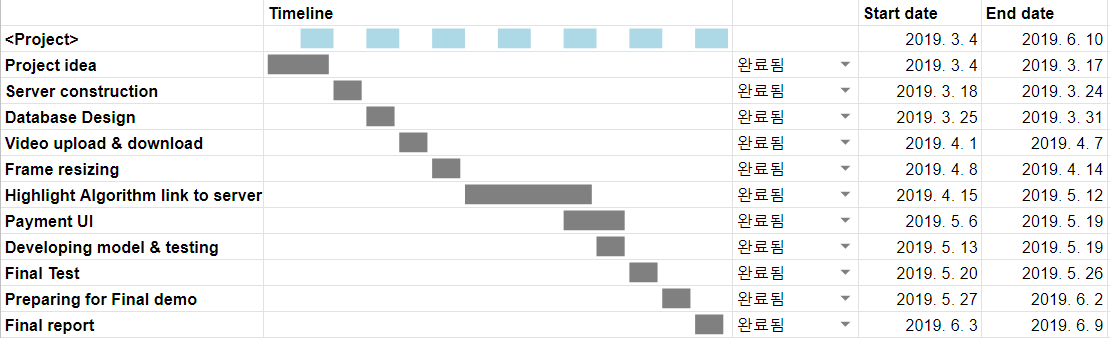 Timeline Start date End date
<Project> 2019. 3. 4 2019. 6. 10
Project idea 완료됨 2019. 3. 4 2019. 3. 17
Server construction 완료됨 2019. 3. 18 2019. 3. 24
Database Design 완료됨 2019. 3. 25 2019. 3. 31
Video upload & download 완료됨 2019. 4. 1 2019. 4. 7
Frame resizing 완료됨 2019. 4. 8 2019. 4. 14
Highlight Algorithm link to server 완료됨 2019. 4. 15 2019. 5. 12
Payment UI 완료됨 2019. 5. 6 2019. 5. 19
Developing model & testing 완료됨 2019. 5. 13 2019. 5. 19
Final Test 완료됨 2019. 5. 20 2019. 5. 26
Preparing for Final demo 완료됨 2019. 5. 27 2019. 6. 2
Final report 완료됨 2019. 6. 3 2019. 6. 9